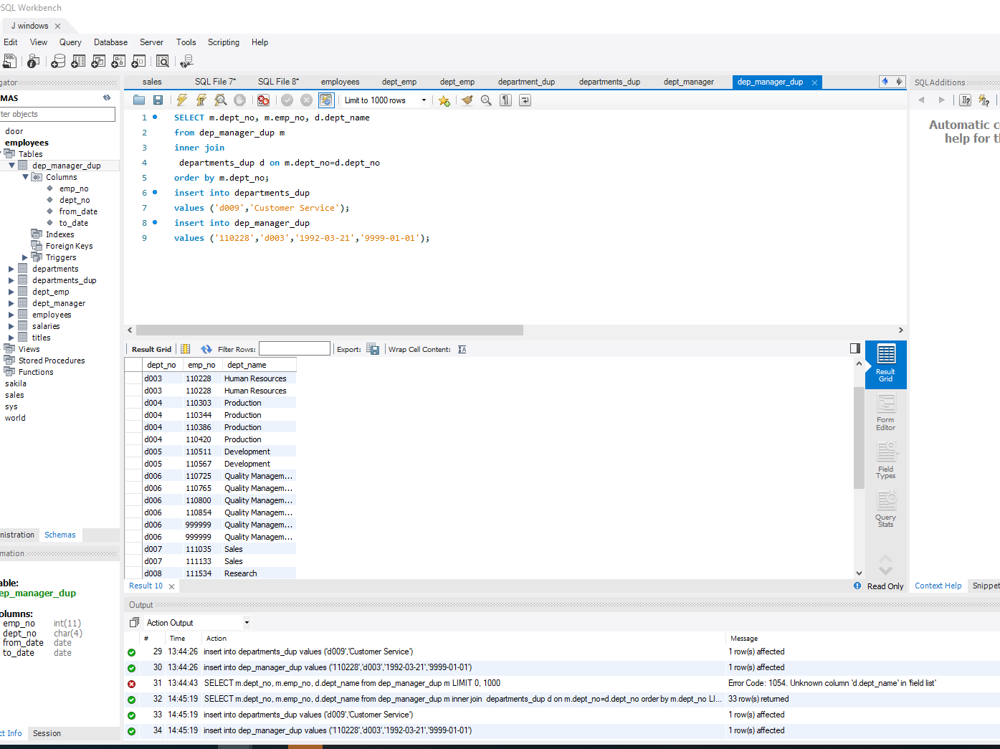 ySQL Workbench
J windows
Edit View Query Database Server Tools Scripting Help
gator
MAS
ter objects
door
employees
Tables
dep_manager_dup
Columns
emp_no
dept_no
from_date
to_date
Indexes
Foreign Keys
Triggers
departments
departments_dup
dept_emp
dept_manager
employees
salaries
titles
Views
Stored Procedures
Functions
sakila
sales
sys
world
nistration Schemas
mation
able:
ep_manager_dup
olumns:
emp_no int(11)
dept_no char(4)
from_date date
to_date date
ct Info Session
sales SQL File 7* SQL File 8* employees dept_emp dept_emp department_dup departments_dup dept_manager dep_manager_dup
Limit to 1000 rows
1 SELECT m.dept_no, m.emp_no, d.dept_name
2 from dep_manager_dup m
3 inner join
4 departments_dup d on m.dept_no=d.dept_no
5 order by m.dept_no;
6 insert into departments_dup
7 values ('d009','Customer Service');
8 insert into dep_manager_dup
9 values ('110228','d003','1992-03-21','9999-01-01');
Result Grid Filter Rows: Export: Wrap Cell Content:
dept_no emp_no dept_name
d003 110228 Human Resources
d003 110228 Human Resources
d004 110303 Production
d004 110344 Production
d004 110386 Production
d004 110420 Production
d005 110511 Development
d005 110567 Development
d006 110725 Quality Managem...
d006 110765 Quality Managem...
d006 110800 Quality Managem...
d006 110854 Quality Managem...
d006 999999 Quality Managem...
d006 999999 Quality Managem...
d007 111035 Sales
d007 111133 Sales
d008 111534 Research
Result 10
Read Only
Result
Grid
Form
Editor
Field
Types
Query
Stats
Output
Action Output
# Time Action Message
29 13:44:26 insert into departments_dup values ('d009','Customer Service') 1 row(s) affected
30 13:44:26 insert into dep_manager_dup values ('110228','d003','1992-03-21','9999-01-01') 1 row(s) affected
31 13:44:43 SELECT m.dept_no, m.emp_no, d.dept_name from dep_manager_dup m LIMIT 0, 1000 Error Code: 1054. Unknown column 'd.dept_name' in 'field list'
32 14:45:19 SELECT m.dept_no, m.emp_no, d.dept_name from dep_manager_dup m inner join departments_dup d on m.dept_no=d.dept_no order by m.dept_no LI... 33 row(s) returned
33 14:45:19 insert into departments_dup values ('d009','Customer Service') 1 row(s) affected
34 14:45:19 insert into dep_manager_dup values ('110228','d003','1992-03-21','9999-01-01') 1 row(s) affected
SQLAdditions
Automatic co
help for th
Context Help Snippet